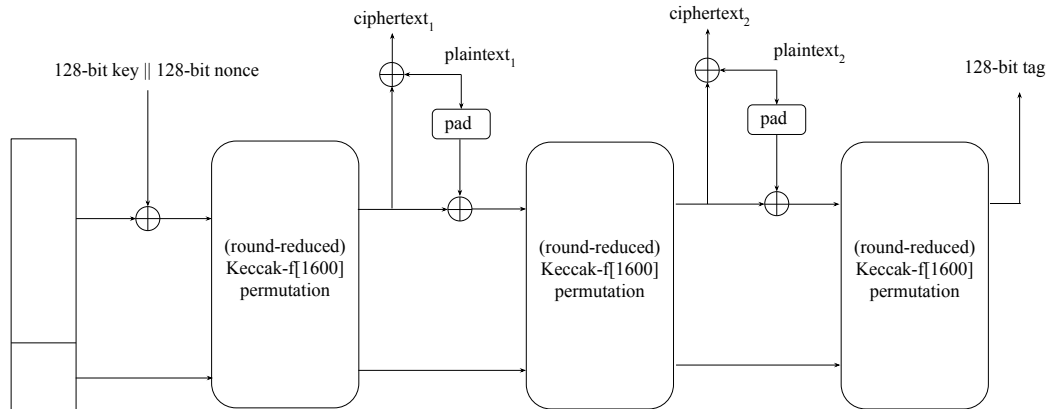 ciphertext₁
ciphertext₂
plaintext₁
plaintext₂
128-bit key || 128-bit nonce
128-bit tag
pad
pad
(round-reduced)
Keccak-f[1600]
permutation
(round-reduced)
Keccak-f[1600]
permutation
(round-reduced)
Keccak-f[1600]
permutation